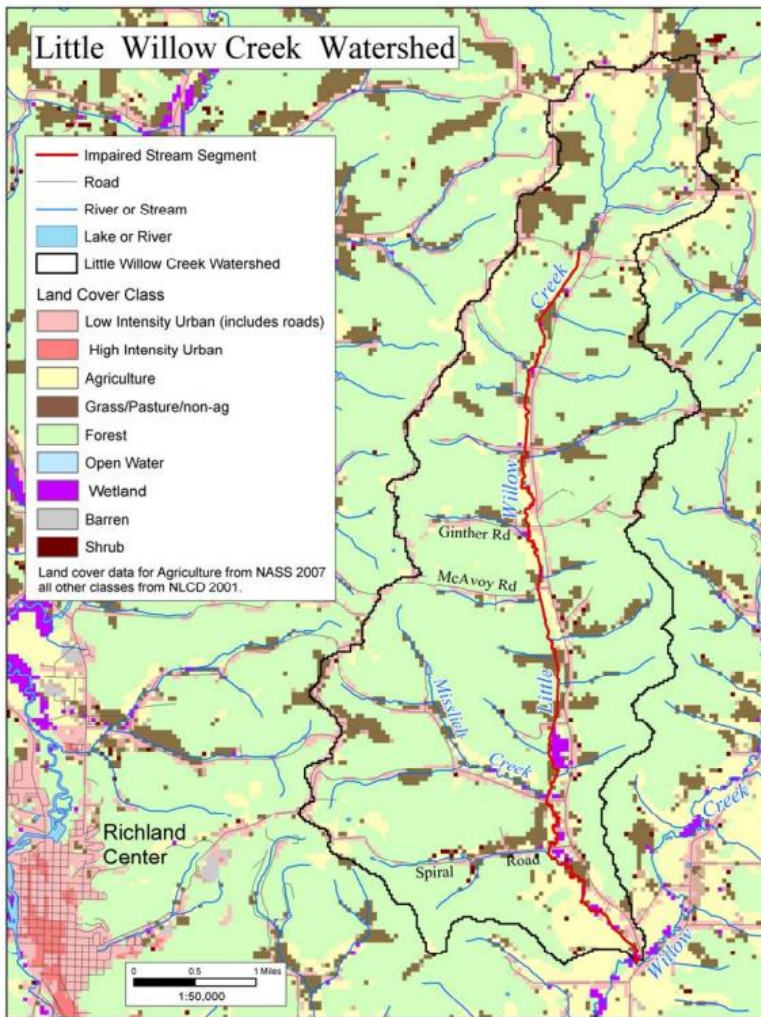 Little Willow Creek Watershed
Impaired Stream Segment
Road
River or Stream
Lake or River
Little Willow Creek Watershed
Land Cover Class
Low Intensity Urban (includes roads)
High Intensity Urban
Agriculture
Grass/Pasture/non-ag
Forest
Open Water
Wetland
Barren
Shrub
Land cover data for Agriculture from NASS 2007
all other classes from NLCD 2001.
Creek
Willow
Ginther Rd
McAvoy Rd
Little
Misslich
Creek
Creek
Richland
Center
Spiral
Road
Willow
0 0.5 1 Miles
1:50,000